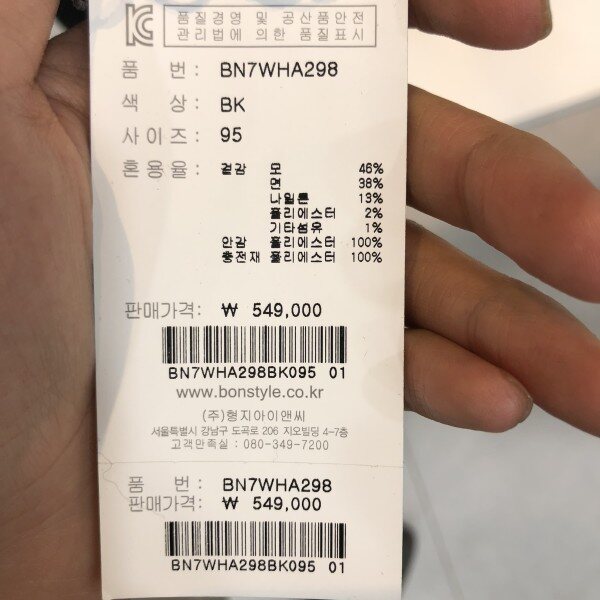 품질경영 및 공산품안전
관리법에 의한 품질표시
품 번 : BN7WHA298
색 상 : BK
사이즈 : 95
혼용율 : 겉감 모 46%
면 38%
나일론 13%
폴리에스터 2%
기타섬유 1%
안감 폴리에스터 100%
충전재 폴리에스터 100%
판매가격: ₩ 549,000
BN7WHA298BK095 01
www.bonstyle.co.kr
(주)형지아이앤씨
서울특별시 강남구 도곡로 206 지오빌딩 4-7층
고객만족실 : 080-349-7200
품 번 : BN7WHA298
판매가격: ₩ 549,000
BN7WHA298BK095 01